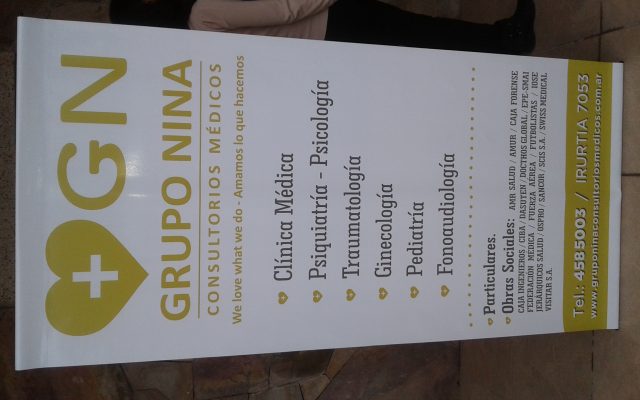 GN
GRUPO NINA
CONSULTORIOS MÉDICOS
We love what we do - Amamos lo que hacemos
Clínica Médica
Psiquiatría - Psicología
Traumatología
Ginecología
Pediatría
Fonoaudiología
Particulares.
Obras Sociales: AMR SALUD / AMUR / CAJA FORENSE
CAJA INGENIEROS / CIBA / DASUTEN / DOCTHOS GLOBAL / EPE-SMAI
FEDERACIÓN MÉDICA / FUERZA AÉREA / FUTBOLISTAS / IOSE
JERÁRQUICOS SALUD / OSPRO / SANCOR / SCIS S.A. / SWISS MEDICAL
VISITAR S.A.
Tel.: 4585003 / IRURTIA 7053
www.gruponinaconsultoriosmedicos.com.ar